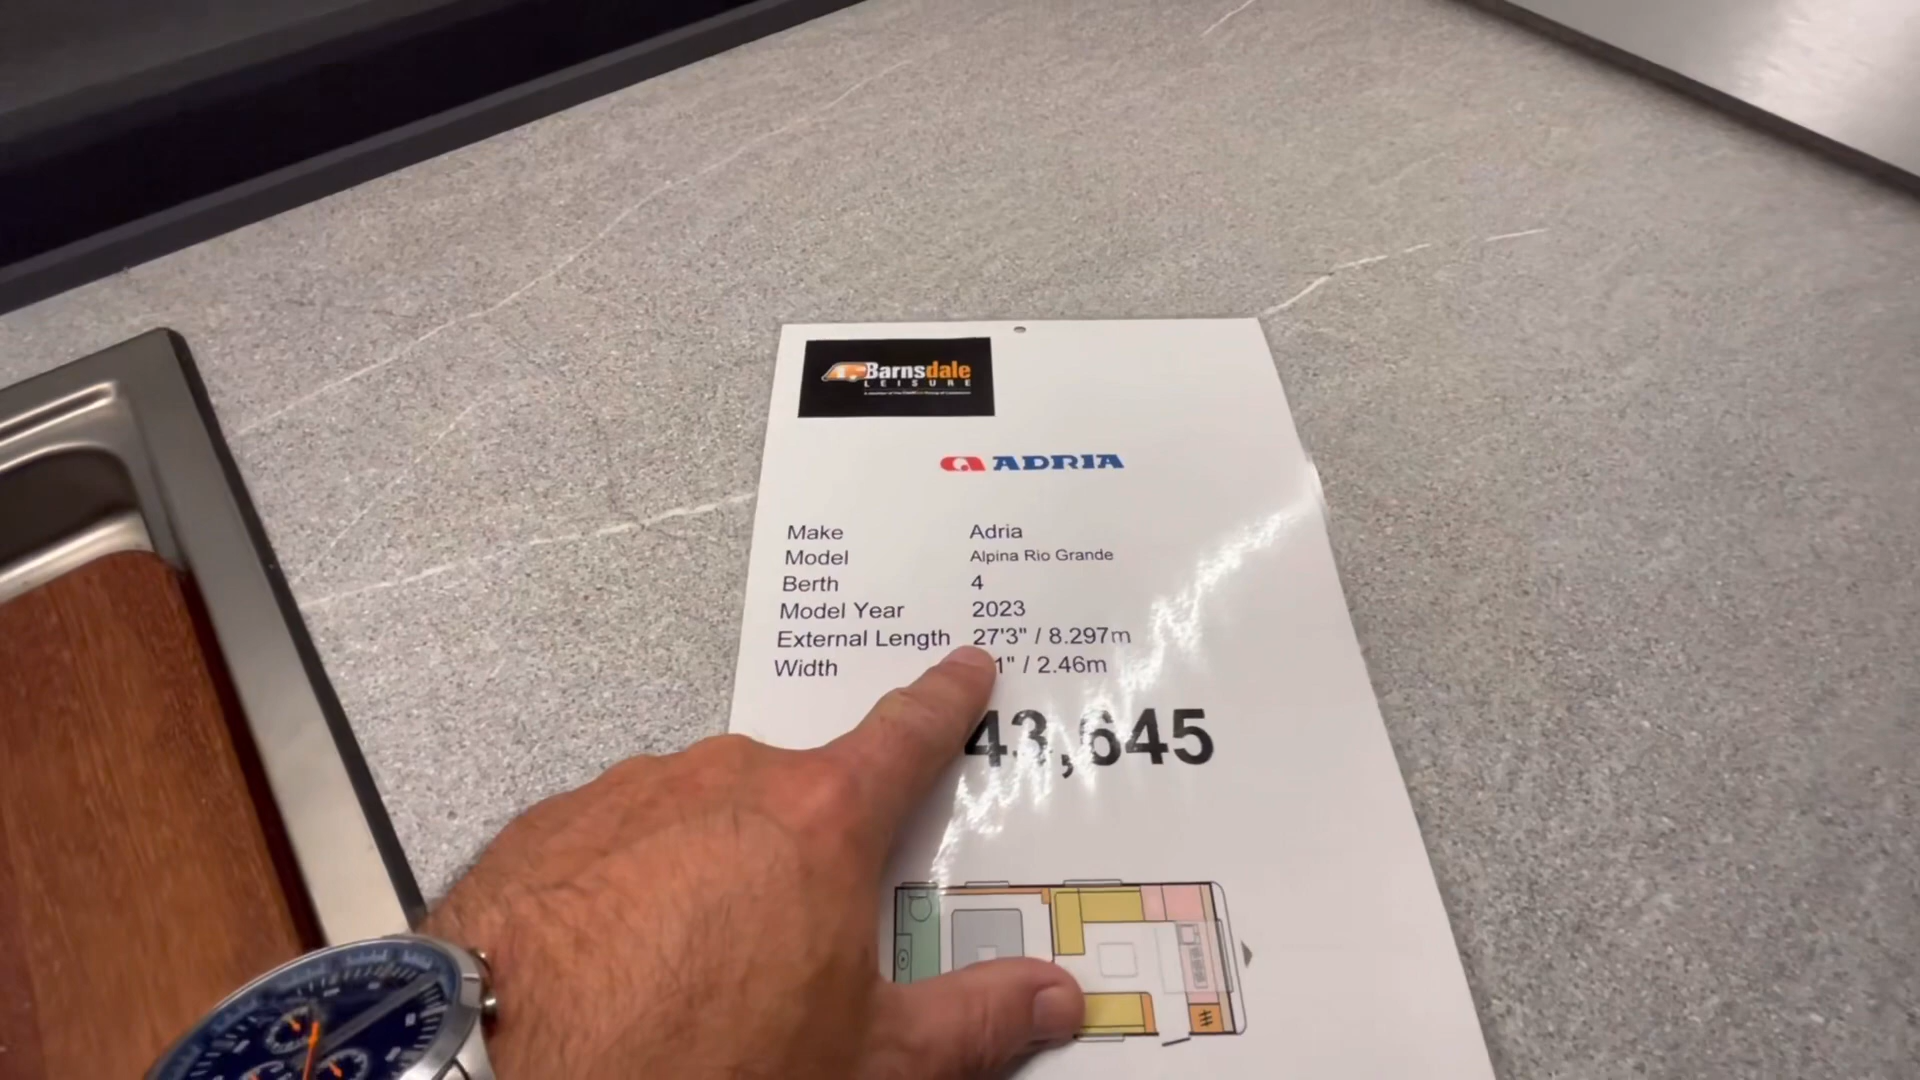 Barnsdale
LEISURE
ADRIA
Make Adria
Model Alpina Rio Grande
Berth 4
Model Year 2023
External Length 27'3" / 8.297m
Width 1" / 2.46m
43,645